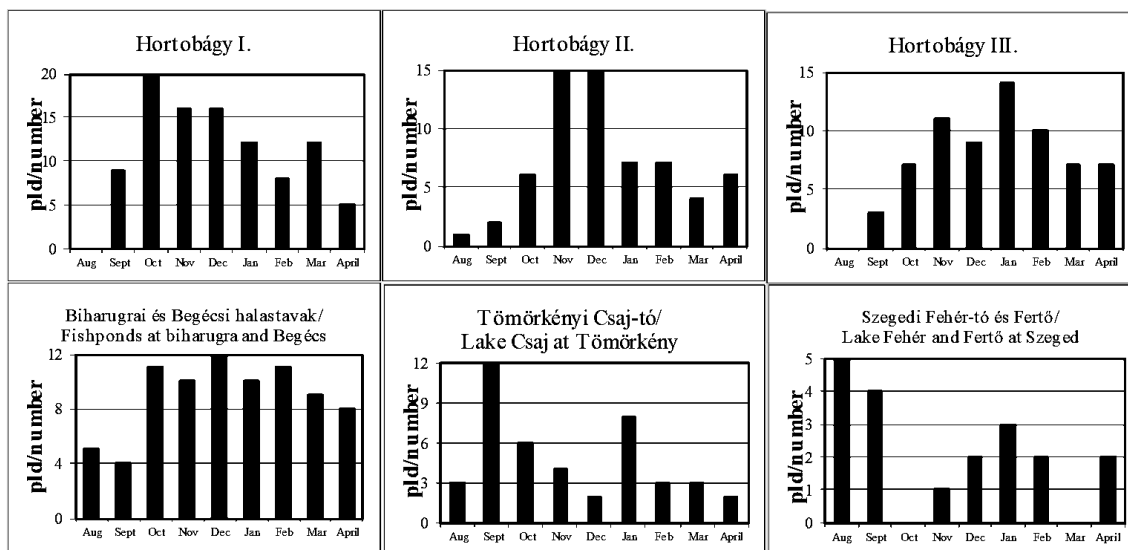 Hortobágy I.
pld/number
20
15
10
5
0
Aug Sept Oct Nov Dec Jan Feb Mar April
Hortobágy II.
pld/number
15
10
5
0
Aug Sept Oct Nov Dec Jan Feb Mar April
Hortobágy III.
pld/number
15
10
5
0
Aug Sept Oct Nov Dec Jan Feb Mar April
Biharugrai és Begécsi halastavak/
Fishponds at biharugra and Begécs
pld/number
12
8
4
0
Aug Sept Oct Nov Dec Jan Feb Mar April
Tömörkényi Csaj-tó/
Lake Csaj at Tömörkény
pld/number
12
9
6
3
0
Aug Sept Oct Nov Dec Jan Feb Mar April
Szegedi Fehér-tó és Fertő/
Lake Fehér and Fertő at Szeged
pld/number
5
4
3
2
1
0
Aug Sept Oct Nov Dec Jan Feb Mar April